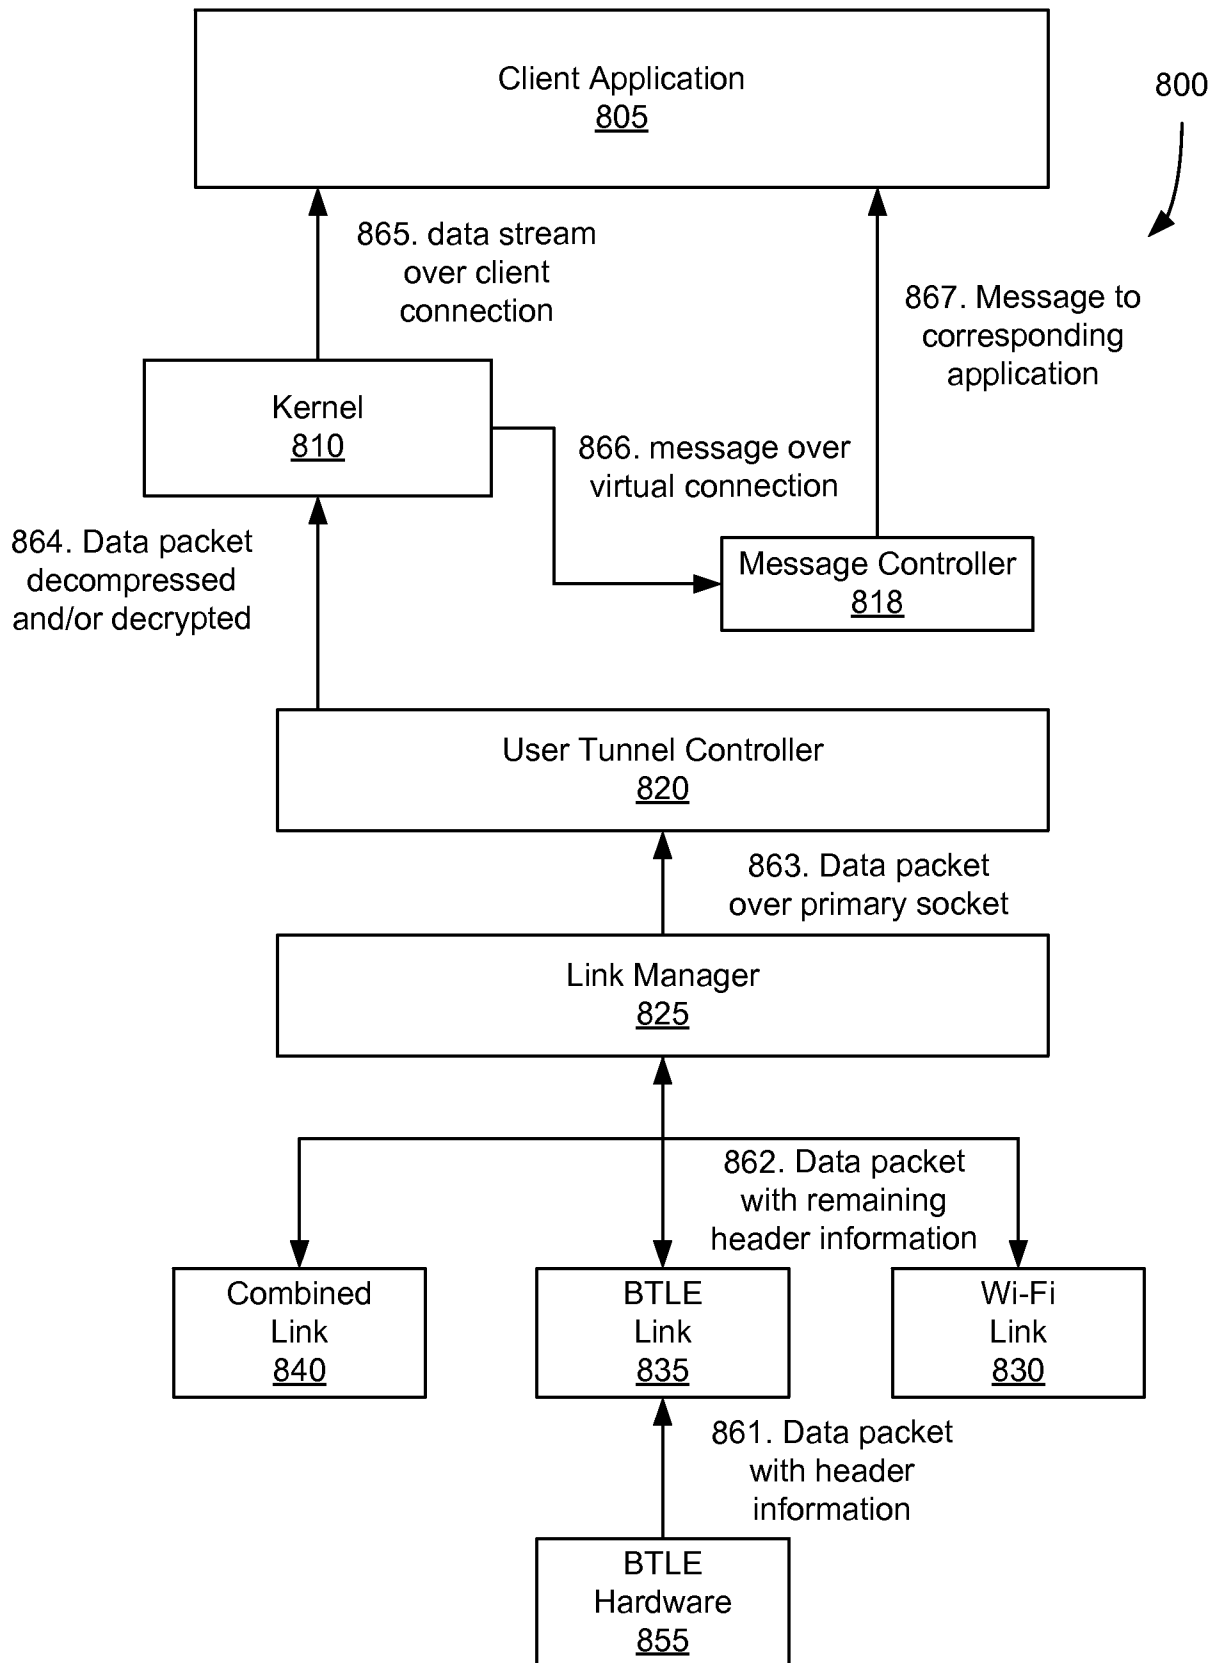 Client Application
805
800
865. data stream
over client
connection
867. Message to
corresponding
application
Kernel
810
866. message over
virtual connection
864. Data packet
decompressed
and/or decrypted
Message Controller
818
User Tunnel Controller
820
863. Data packet
over primary socket
Link Manager
825
862. Data packet
with remaining
header information
Combined
Link
840
BTLE
Link
835
Wi-Fi
Link
830
861. Data packet
with header
information
BTLE
Hardware
855